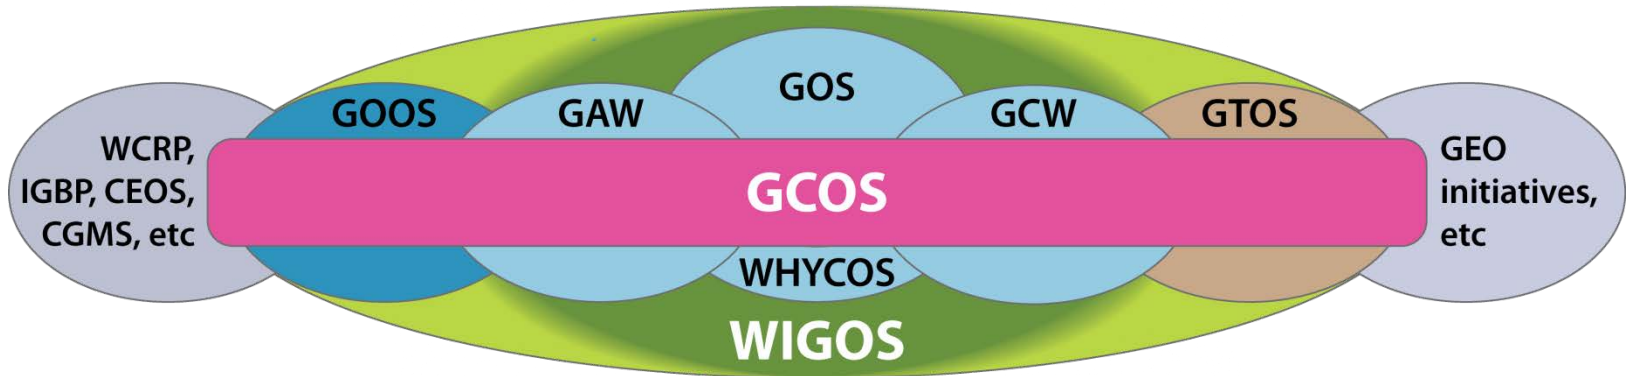 GOS
GOOS
GAW
GCW
GTOS
WCRP,
IGBP, CEOS,
CGMS, etc
GCOS
GEO
initiatives,
etc
WHYCOS
WIGOS